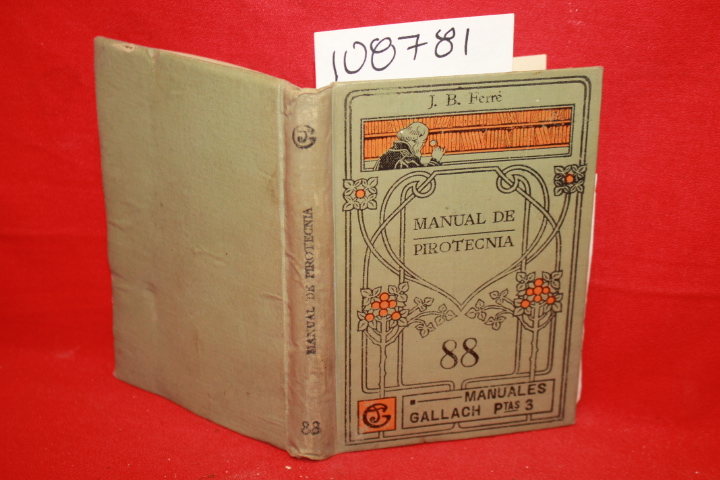 108781
J. B. Ferré
MANUAL DE
PIROTECNIA
88
MANUALES
GALLACH PTAS 3
MANUAL DE PIROTECNIA
88